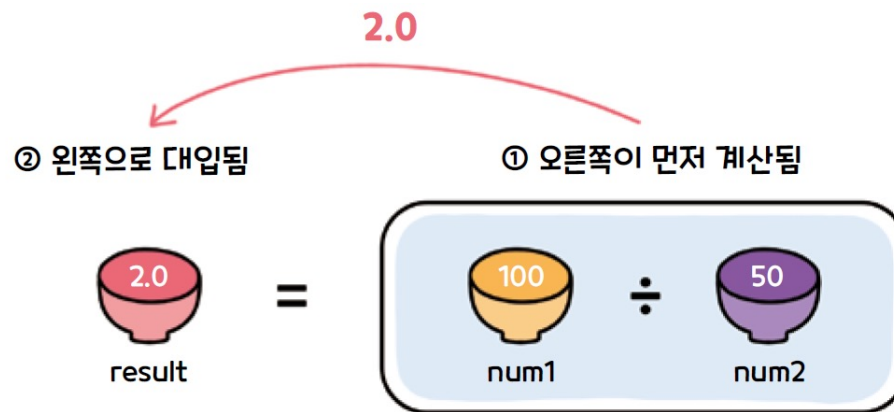 2.0
② 왼쪽으로 대입됨
① 오른쪽이 먼저 계산됨
2.0 = 100 ÷ 50
result num1 num2